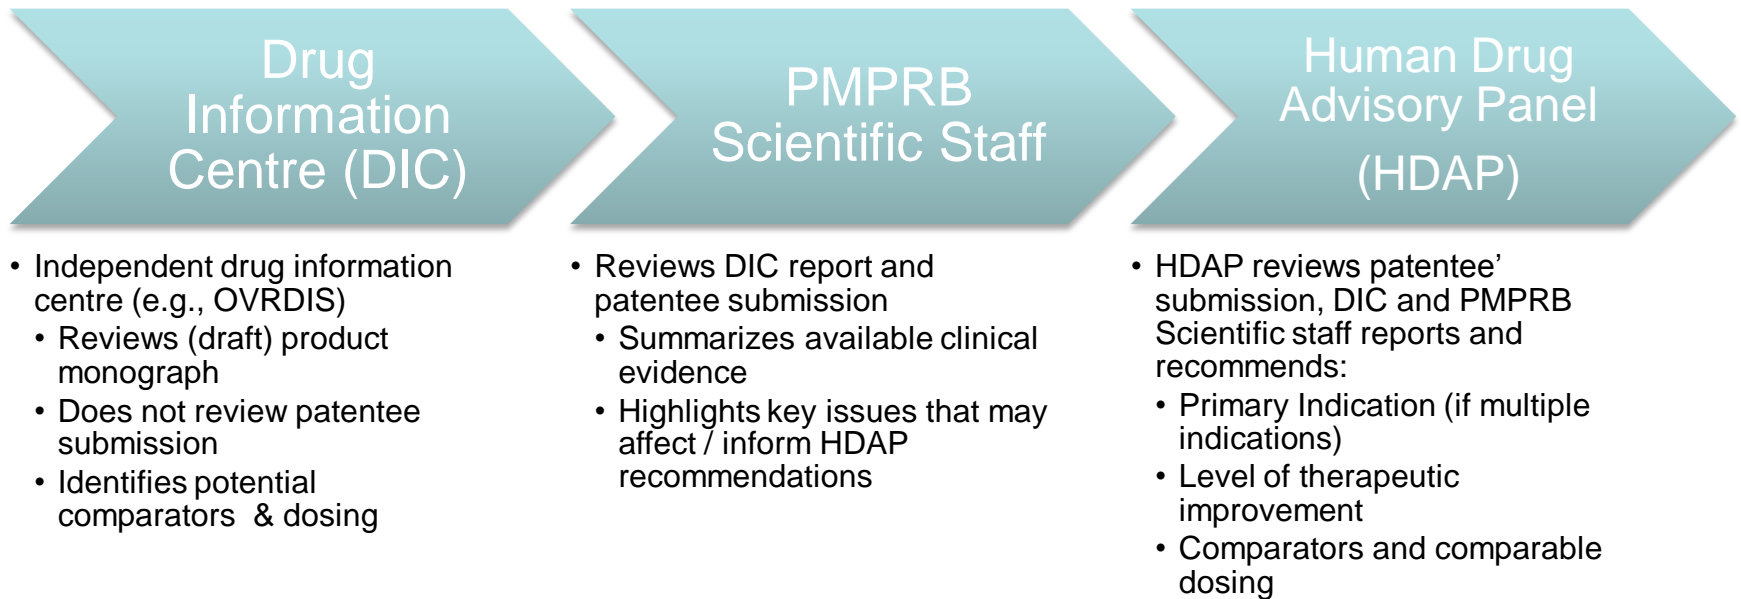 Drug
Information
Centre (DIC)
• Independent drug information
centre (e.g., OVRDIS)
• Reviews (draft) product
monograph
• Does not review patentee
submission
• Identifies potential
comparators & dosing
PMPRB
Scientific Staff
• Reviews DIC report and
patentee submission
• Summarizes available clinical
evidence
• Highlights key issues that may
affect / inform HDAP
recommendations
Human Drug
Advisory Panel
(HDAP)
• HDAP reviews patentee’
submission, DIC and PMPRB
Scientific staff reports and
recommends:
• Primary Indication (if multiple
indications)
• Level of therapeutic
improvement
• Comparators and comparable
dosing